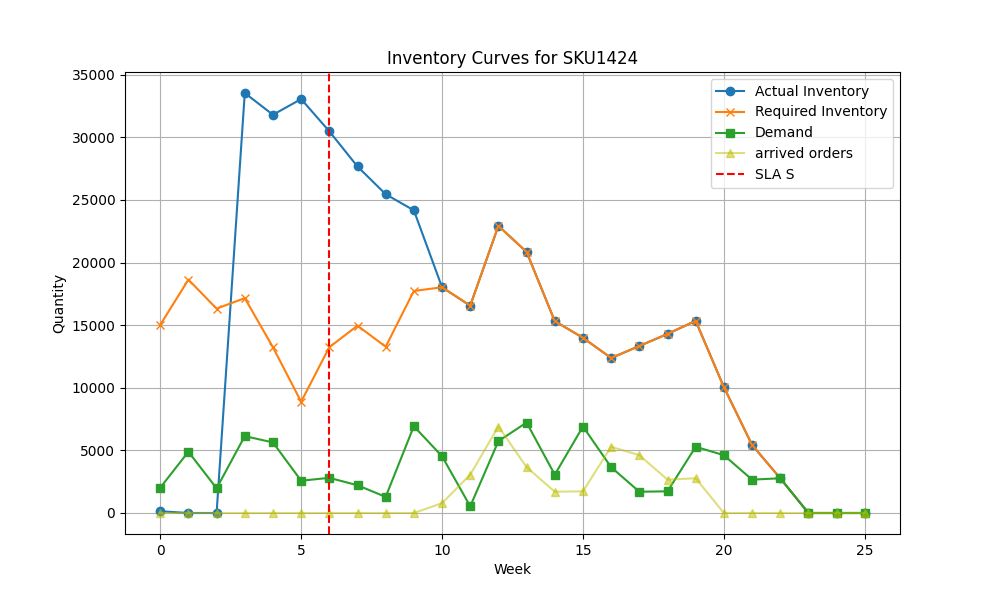 Inventory Curves for SKU1424
35000
30000
25000
20000
15000
10000
5000
0
Quantity
Actual Inventory
Required Inventory
Demand
arrived orders
SLA S
0 5 10 15 20 25
Week